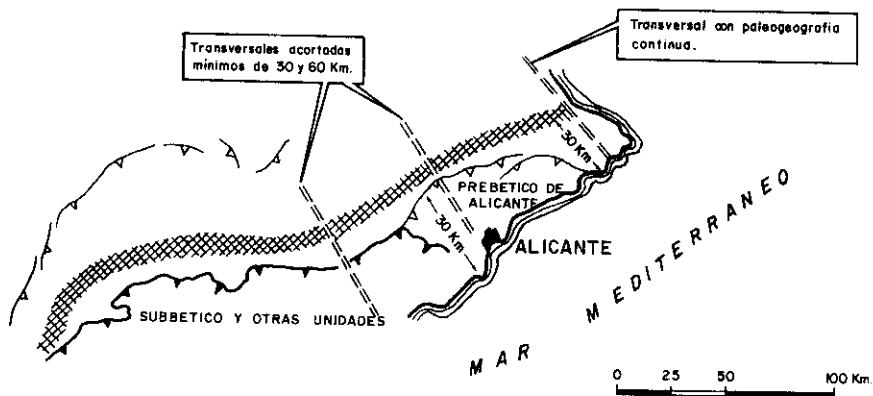 Transversales acortadas
mínimos de 30 y 60 Km.
Transversal con paleogeografía
continua.
30 Km
PREBETICO DE
ALICANTE
30 Km
ALICANTE
SUBBETICO Y OTRAS UNIDADES
MAR MEDITERRANEO
0 25 50 100 Km.